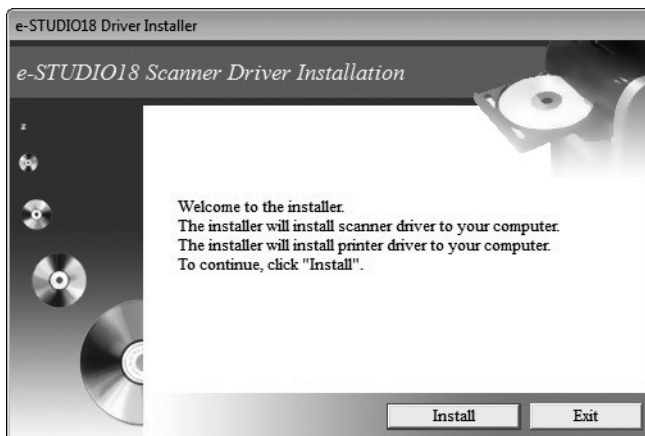 e-STUDIO18 Driver Installer
e-STUDIO18 Scanner Driver Installation
Welcome to the installer.
The installer will install scanner driver to your computer.
The installer will install printer driver to your computer.
To continue, click "Install".
Install
Exit